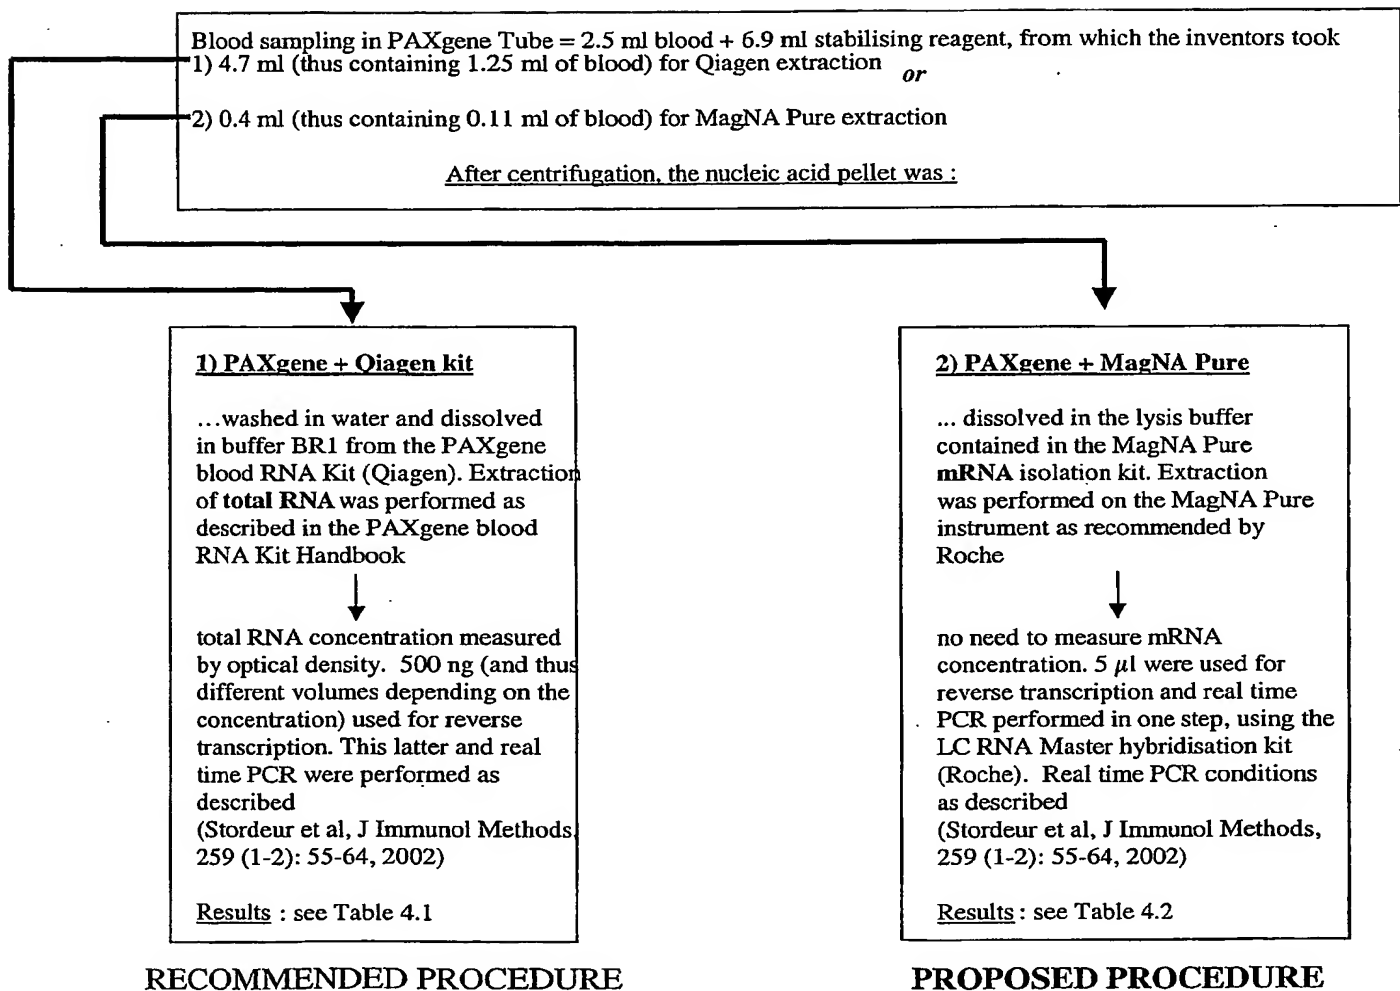 Blood sampling in PAXgene Tube = 2.5 ml blood + 6.9 ml stabilising reagent, from which the inventors took
1) 4.7 ml (thus containing 1.25 ml of blood) for Qiagen extraction or
2) 0.4 ml (thus containing 0.11 ml of blood) for MagNA Pure extraction
After centrifugation, the nucleic acid pellet was :
1) PAXgene + Qiagen kit
...washed in water and dissolved
in buffer BR1 from the PAXgene
blood RNA Kit (Qiagen). Extraction
of total RNA was performed as
described in the PAXgene blood
RNA Kit Handbook
total RNA concentration measured
by optical density. 500 ng (and thus
different volumes depending on the
concentration) used for reverse
transcription. This latter and real
time PCR were performed as
described
(Stordeur et al, J Immunol Methods,
259 (1-2): 55-64, 2002)
Results : see Table 4.1
RECOMMENDED PROCEDURE
2) PAXgene + MagNA Pure
... dissolved in the lysis buffer
contained in the MagNA Pure
mRNA isolation kit. Extraction
was performed on the MagNA Pure
instrument as recommended by
Roche
no need to measure mRNA
concentration. 5 μl were used for
reverse transcription and real time
PCR performed in one step, using the
LC RNA Master hybridisation kit
(Roche). Real time PCR conditions
as described
(Stordeur et al, J Immunol Methods,
259 (1-2): 55-64, 2002)
Results : see Table 4.2
PROPOSED PROCEDURE